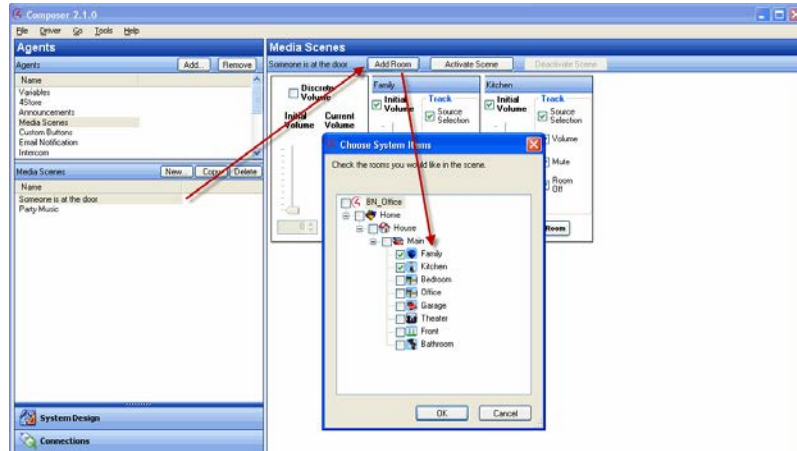 Composer 2.1.0
File Driver Go Tools Help
Agents
Agents Add... Remove
Name
Variables
4Store
Announcements
Media Scenes
Custom Buttons
Email Notification
Intercom
Media Scenes New... Copy Delete
Name
Someone is at the door
Party Music
System Design
Connections
Media Scenes
Someone is at the door Add Room Activate Scene Deactivate Scene
Discrete Volume
Initial Volume Current Volume
0
Family
Initial Volume
Track
Source Selection
Kitchen
Initial Volume
Track
Source Selection
Volume
Mute
Room Off
Room
Choose System Items
Check the rooms you would like in the scene.
BN_Office
Home
House
Main
Family
Kitchen
Bedroom
Office
Garage
Theater
Front
Bathroom
OK Cancel